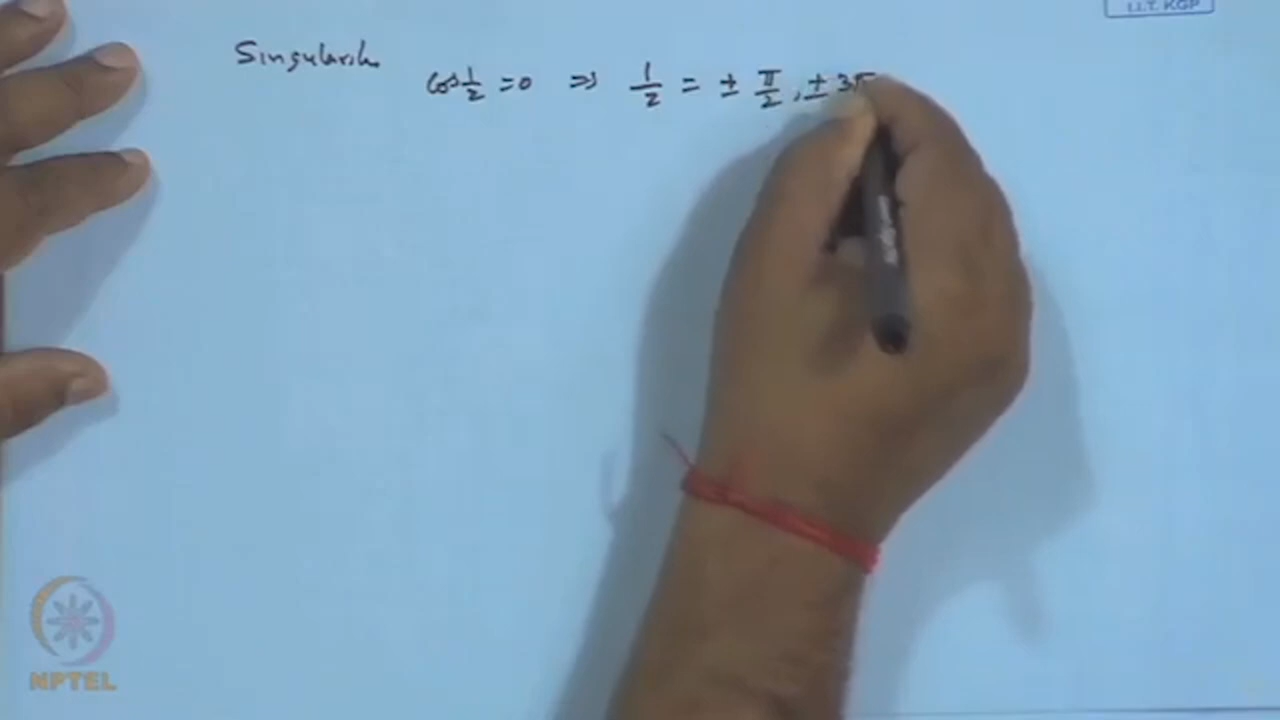 I.I.T. KGP
Singularities
cos 1/z = 0 ⇒ 1/z = ± π/2, ± 3π
NPTEL